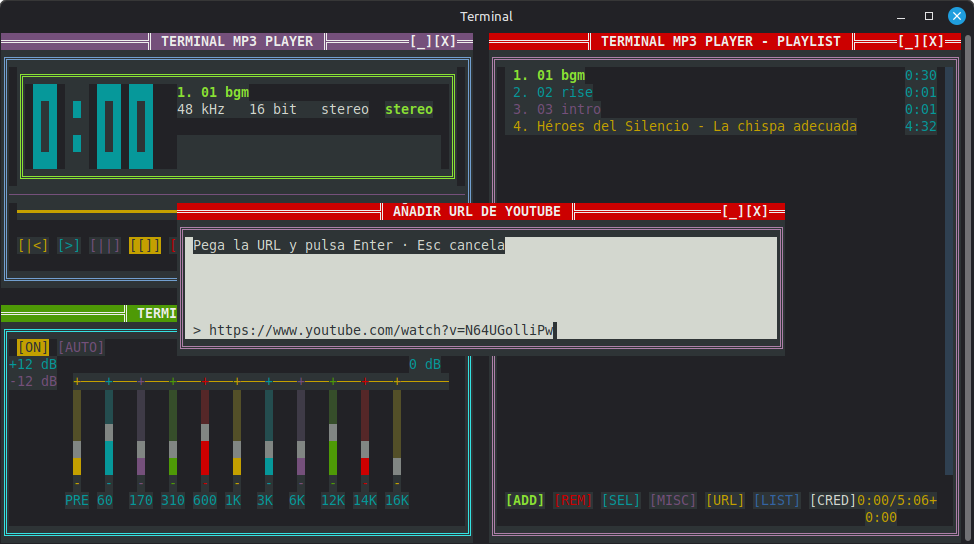 Terminal
TERMINAL MP3 PLAYER [_][X]
0:00
1. 01 bgm
48 kHz 16 bit stereo stereo
[|<] [>] [||] [[]] [
TERMI
[ON] [AUTO]
+12 dB 0 dB
-12 dB
PRE 60 170 310 600 1K 3K 6K 12K 14K 16K
TERMINAL MP3 PLAYER - PLAYLIST [_][X]
1. 01 bgm 0:30
2. 02 rise 0:01
3. 03 intro 0:01
4. Héroes del Silencio - La chispa adecuada 4:32
AÑADIR URL DE YOUTUBE [_][X]
Pega la URL y pulsa Enter · Esc cancela
> https://www.youtube.com/watch?v=N64UGolliPw
[ADD] [REM] [SEL] [MISC] [URL] [LIST] [CRED]0:00/5:06+
0:00